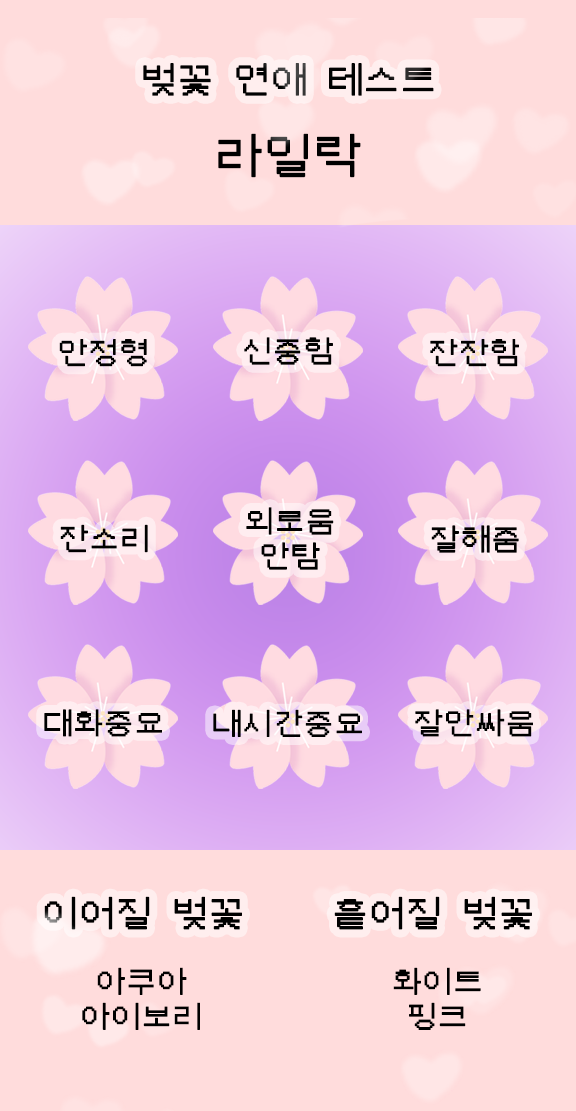 벚꽃 연애 테스트
라일락
안정형 신중함 잔잔함
잔소리 외로움 안탐 잘해줌
대화중요 내시간중요 잘안싸움
이어질 벚꽃 흩어질 벚꽃
아쿠아 화이트
아이보리 핑크